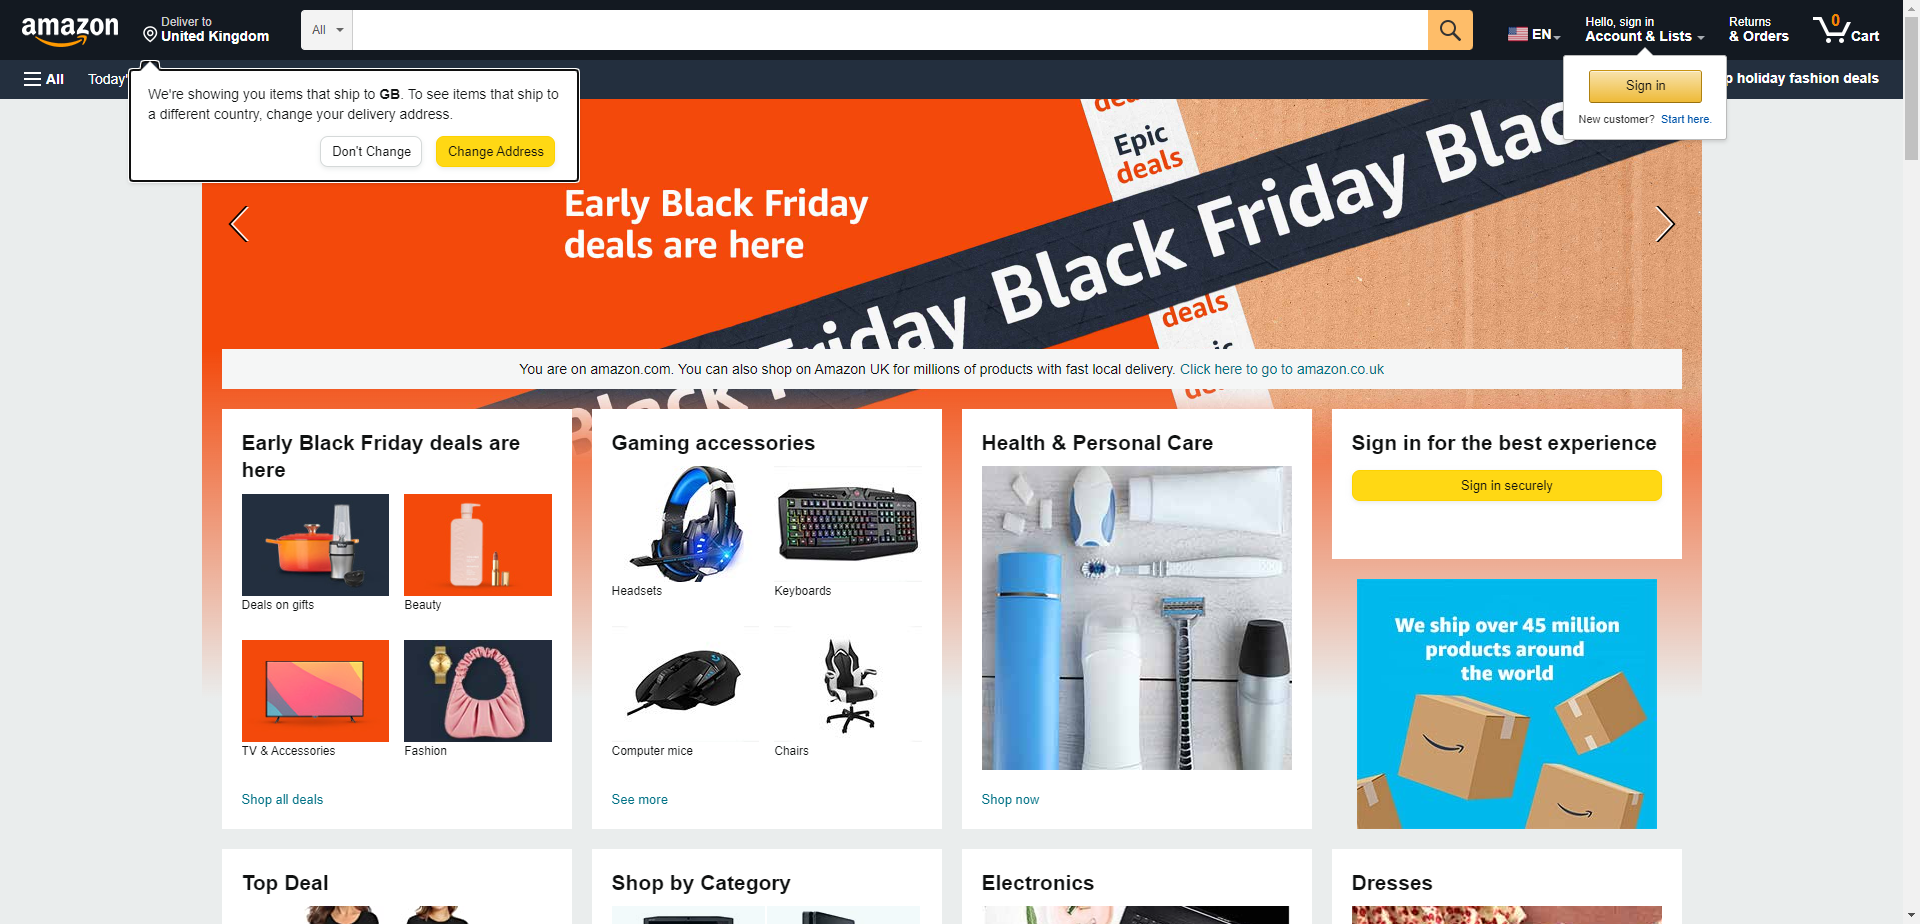 amazon
Deliver to
United Kingdom
All
EN
Hello, sign in
Account & Lists
Returns
& Orders
0
Cart
All
Today'
p holiday fashion deals
We're showing you items that ship to GB. To see items that ship to
a different country, change your delivery address.
Don't Change
Change Address
Sign in
New customer? Start here.
Early Black Friday
deals are here
Epic
deals
Black Friday Blac
Friday
deals
deals
Black
You are on amazon.com. You can also shop on Amazon UK for millions of products with fast local delivery. Click here to go to amazon.co.uk
Early Black Friday deals are
here
Deals on gifts
Beauty
TV & Accessories
Fashion
Shop all deals
Gaming accessories
Headsets
Keyboards
Computer mice
Chairs
See more
Health & Personal Care
Shop now
Sign in for the best experience
Sign in securely
We ship over 45 million
products around
the world
Top Deal
Shop by Category
Electronics
Dresses